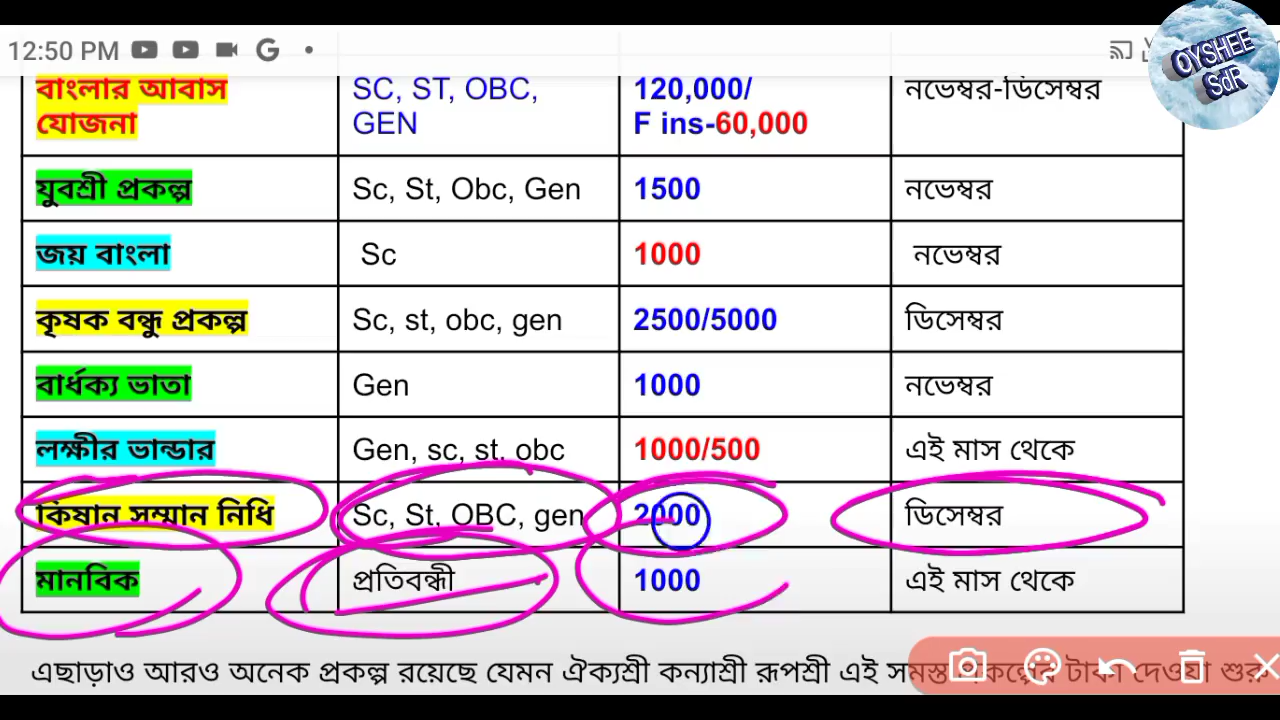 12:50 PM
OYSHEE
SdR
বাংলার আবাস যোজনা SC, ST, OBC, GEN 120,000/ F ins-60,000 নভেম্বর-ডিসেম্বর
যুবশ্রী প্রকল্প Sc, St, Obc, Gen 1500 নভেম্বর
জয় বাংলা Sc 1000 নভেম্বর
কৃষক বন্ধু প্রকল্প Sc, st, obc, gen 2500/5000 ডিসেম্বর
বার্ধক্য ভাতা Gen 1000 নভেম্বর
লক্ষীর ভান্ডার Gen, sc, st, obc 1000/500 এই মাস থেকে
কিষান সম্মান নিধি Sc, St, OBC, gen 2000 ডিসেম্বর
মানবিক প্রতিবন্ধী 1000 এই মাস থেকে
এছাড়াও আরও অনেক প্রকল্প রয়েছে যেমন ঐক্যশ্রী কন্যাশ্রী রূপশ্রী এই সমস্ত প্রকল্পের টাকা দেওয়া শুরু